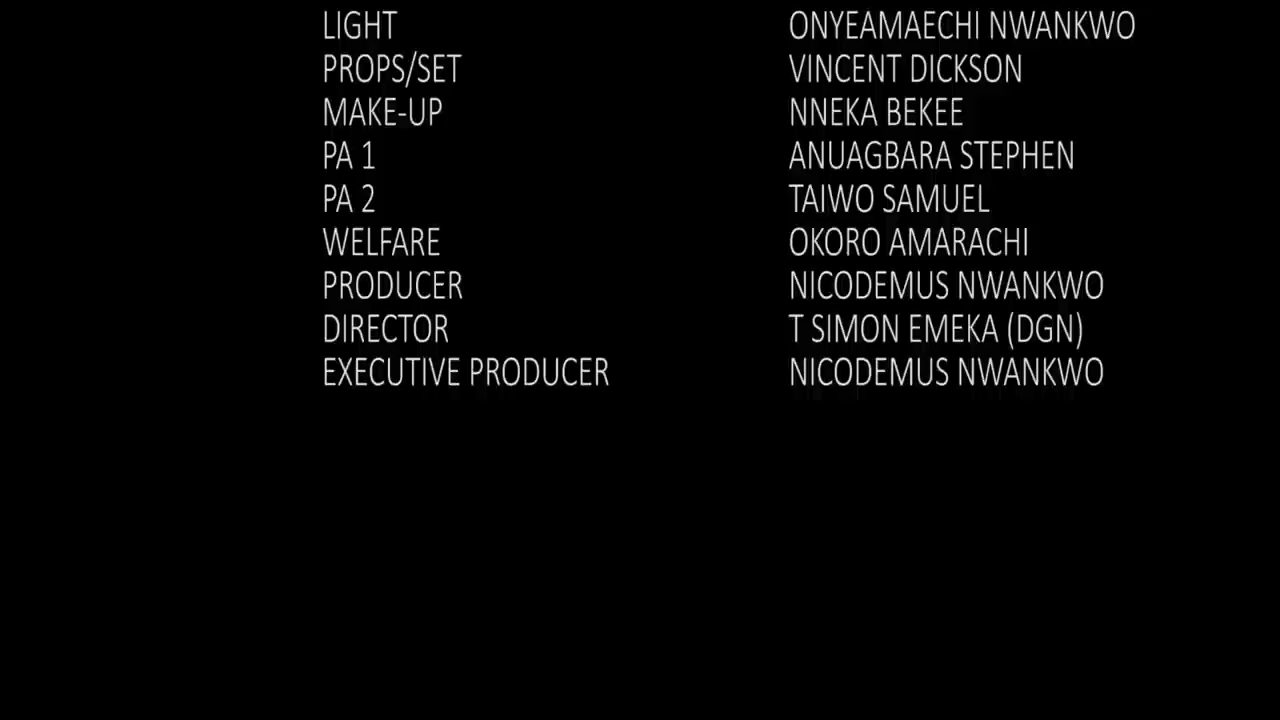 LIGHT ONYEAMAECHI NWANKWO
PROPS/SET VINCENT DICKSON
MAKE-UP NNEKA BEKEE
PA 1 ANUAGBARA STEPHEN
PA 2 TAIWO SAMUEL
WELFARE OKORO AMARACHI
PRODUCER NICODEMUS NWANKWO
DIRECTOR T SIMON EMEKA (DGN)
EXECUTIVE PRODUCER NICODEMUS NWANKWO